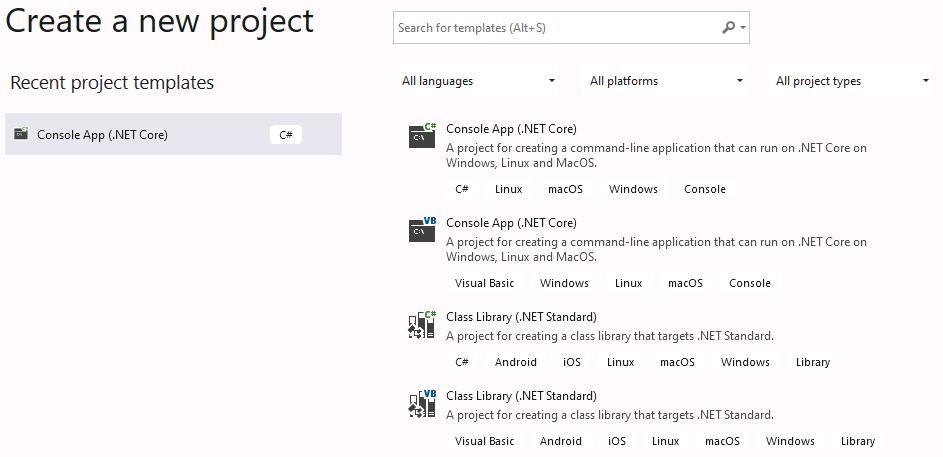 Create a new project
Search for templates (Alt+S)
Recent project templates
All languages
All platforms
All project types
Console App (.NET Core)
C#
C#
C:\
Console App (.NET Core)
A project for creating a command-line application that can run on .NET Core on
Windows, Linux and MacOS.
C# Linux macOS Windows Console
VB
C:\
Console App (.NET Core)
A project for creating a command-line application that can run on .NET Core on
Windows, Linux and MacOS.
Visual Basic Windows Linux macOS Console
C#
Class Library (.NET Standard)
A project for creating a class library that targets .NET Standard.
C# Android iOS Linux macOS Windows Library
VB
Class Library (.NET Standard)
A project for creating a class library that targets .NET Standard.
Visual Basic Android iOS Linux macOS Windows Library